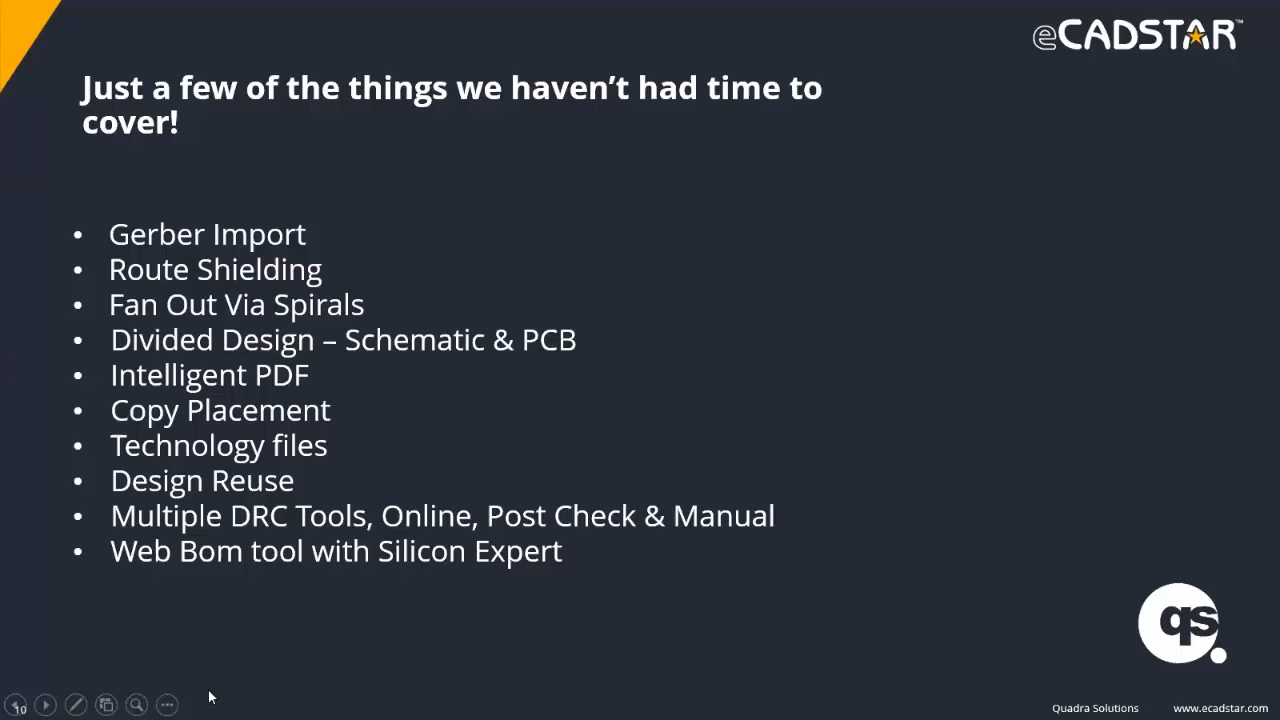 eCADSTAR™
Just a few of the things we haven’t had time to
cover!
• Gerber Import
• Route Shielding
• Fan Out Via Spirals
• Divided Design – Schematic & PCB
• Intelligent PDF
• Copy Placement
• Technology files
• Design Reuse
• Multiple DRC Tools, Online, Post Check & Manual
• Web Bom tool with Silicon Expert
qs
10
Quadra Solutions
www.ecadstar.com